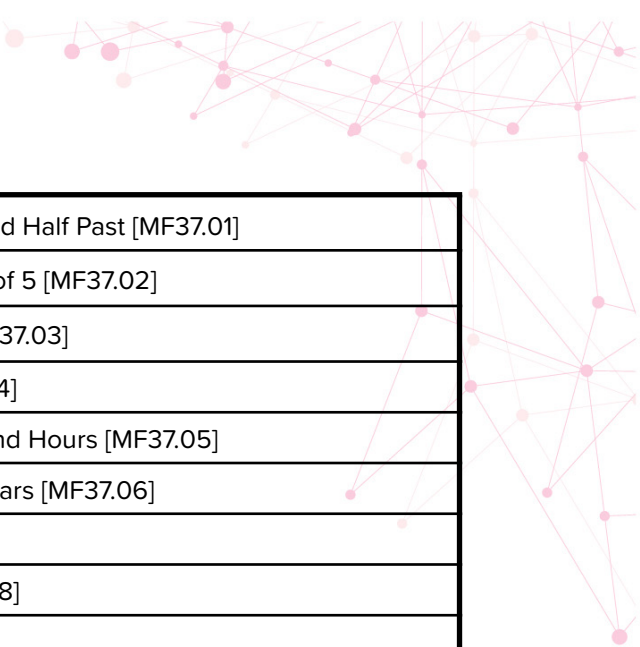 d Half Past [MF37.01]
of 5 [MF37.02]
37.03]
4]
nd Hours [MF37.05]
ars [MF37.06]
8]